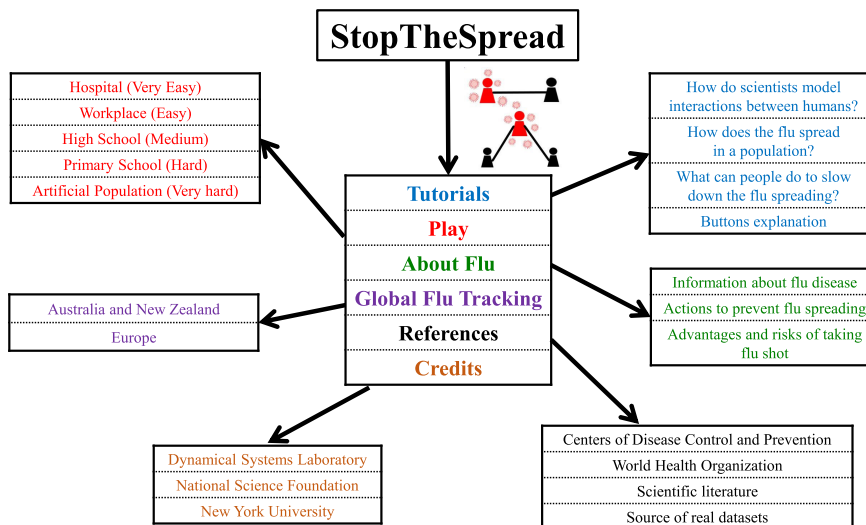 StopTheSpread
Hospital (Very Easy)
Workplace (Easy)
High School (Medium)
Primary School (Hard)
Artificial Population (Very hard)
How do scientists model
interactions between humans?
How does the flu spread
in a population?
What can people do to slow
down the flu spreading?
Buttons explanation
Tutorials
Play
About Flu
Global Flu Tracking
References
Credits
Australia and New Zealand
Europe
Information about flu disease
Actions to prevent flu spreading
Advantages and risks of taking
flu shot
Dynamical Systems Laboratory
National Science Foundation
New York University
Centers of Disease Control and Prevention
World Health Organization
Scientific literature
Source of real datasets